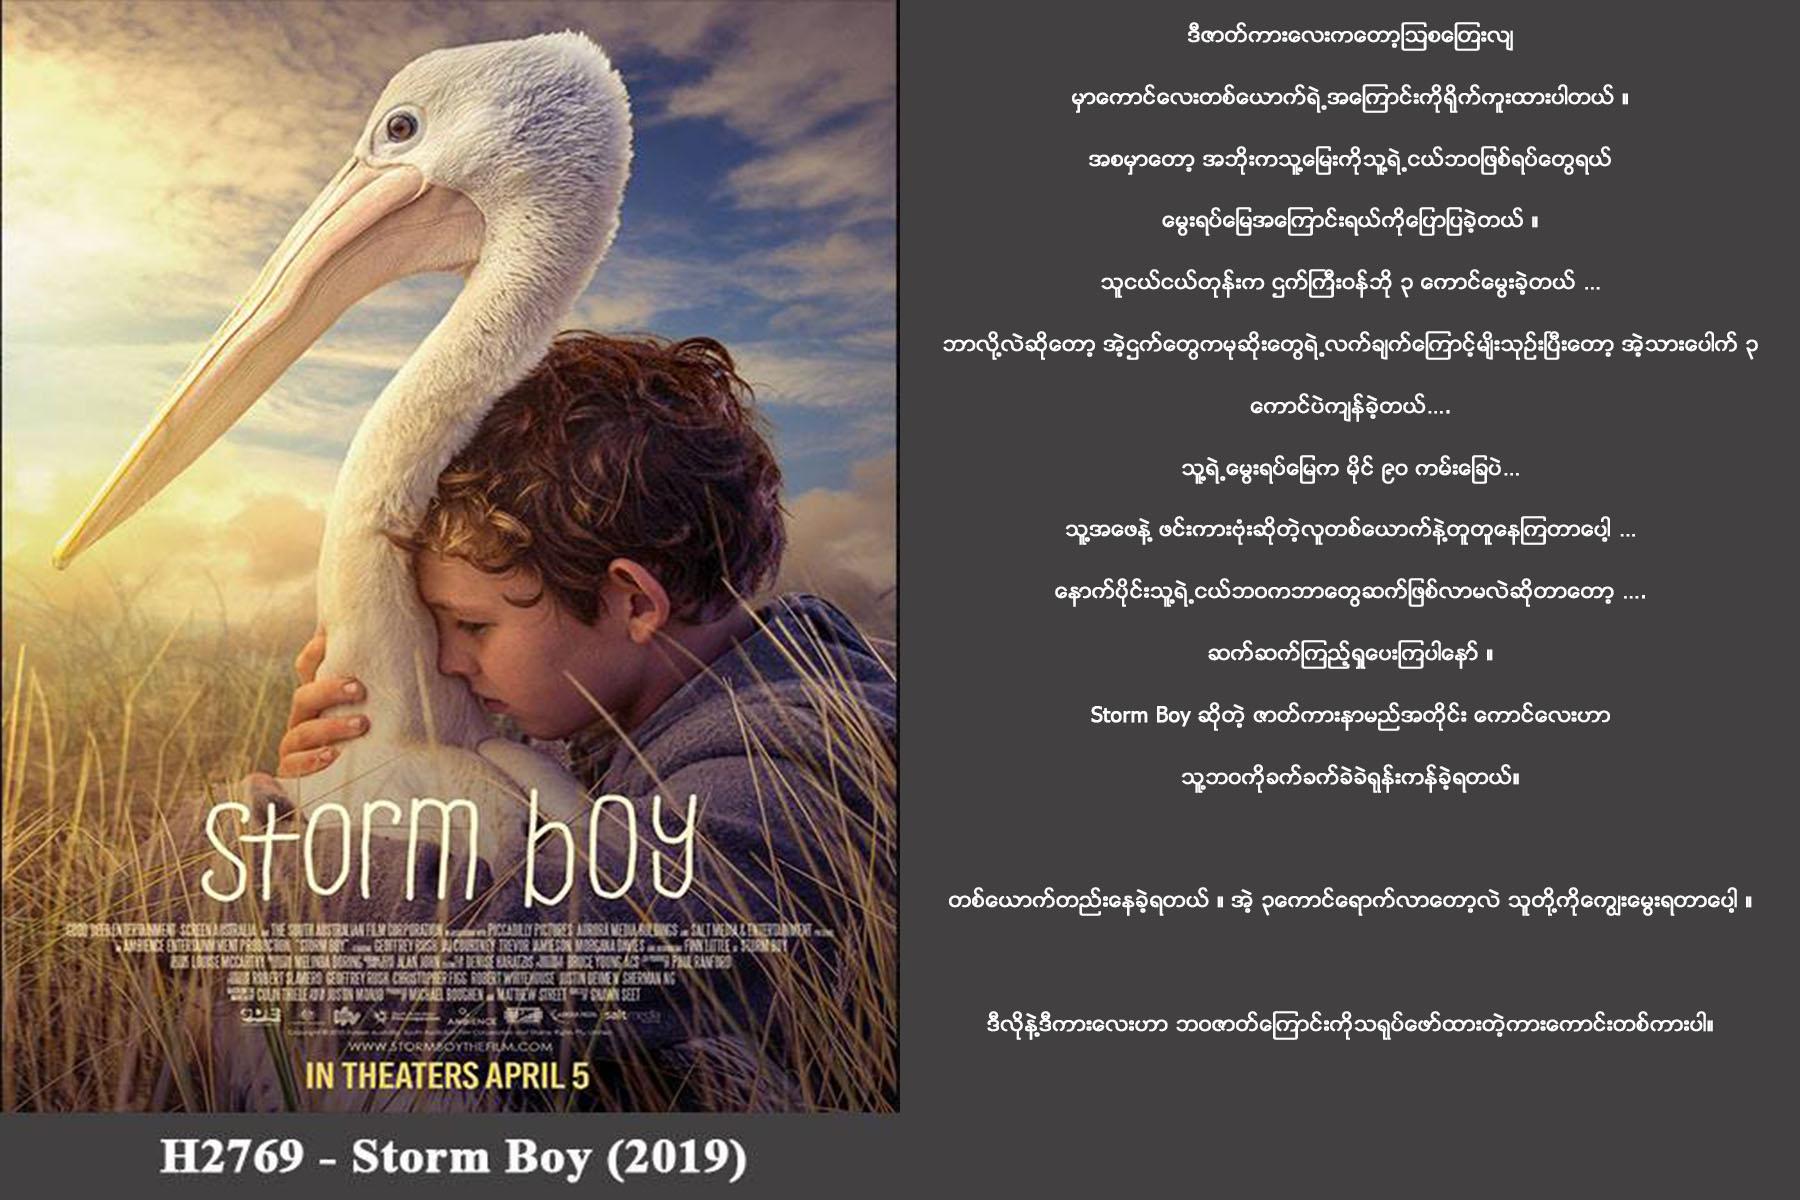 storm boy
WWW.STORMBOYTHEFILM.COM
IN THEATERS APRIL 5
H2769 - Storm Boy (2019)
ဒီဇာတ်ကားလေးကတော့ဩစတြေးလျ
မှာကောင်လေးတစ်ယောက်ရဲ့အကြောင်းကိုရိုက်ကူးထားပါတယ် ။
အစမှာတော့ အဘိုးကသူ့မြေးကိုသူ့ရဲ့ငယ်ဘဝဖြစ်ရပ်တွေရယ်
မွေးရပ်မြေအကြောင်းရယ်ကိုပြောပြခဲ့တယ် ။
သူငယ်ငယ်တုန်းက ငှက်ကြီးဝန်ဘို ၃ ကောင်မွေးခဲ့တယ် ...
ဘာလို့လဲဆိုတော့ အဲ့ငှက်တွေကမုဆိုးတွေရဲ့လက်ချက်ကြောင့်မျိုးသုဉ်းပြီးတော့ အဲ့သားပေါက် ၃
ကောင်ပဲကျန်ခဲ့တယ်....
သူ့ရဲ့မွေးရပ်မြေက မိုင် ၉၀ ကမ်းခြေပဲ...
သူ့အဖေနဲ့ ဖင်းကားဗုံးဆိုတဲ့လူတစ်ယောက်နဲ့တူတူနေကြတာပေါ့ ...
နောက်ပိုင်းသူ့ရဲ့ငယ်ဘဝကဘာတွေဆက်ဖြစ်လာမလဲဆိုတာတော့ ....
ဆက်ဆက်ကြည့်ရှုပေးကြပါနော် ။
Storm Boy ဆိုတဲ့ ဇာတ်ကားနာမည်အတိုင်း ကောင်လေးဟာ
သူ့ဘဝကိုခက်ခက်ခဲခဲရုန်းကန်ခဲ့ရတယ်။
တစ်ယောက်တည်းနေခဲ့ရတယ် ။ အဲ့ ၃ကောင်ရောက်လာတော့လဲ သူတို့ကိုကျွေးမွေးရတာပေါ့ ။
ဒီလိုနဲ့ဒီကားလေးဟာ ဘဝဇာတ်ကြောင်းကိုသရုပ်ဖော်ထားတဲ့ကားကောင်းတစ်ကားပါ။